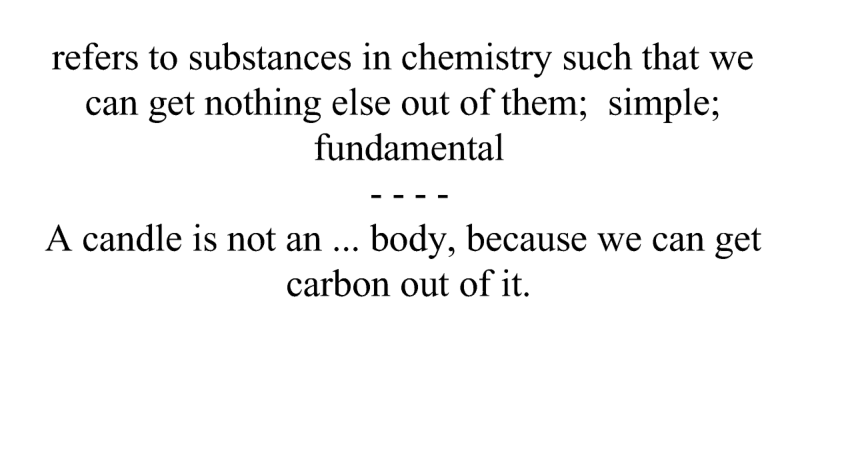 refers to substances in chemistry such that we
can get nothing else out of them;  simple;
fundamental
- - - -
A candle is not an ... body, because we can get
carbon out of it.